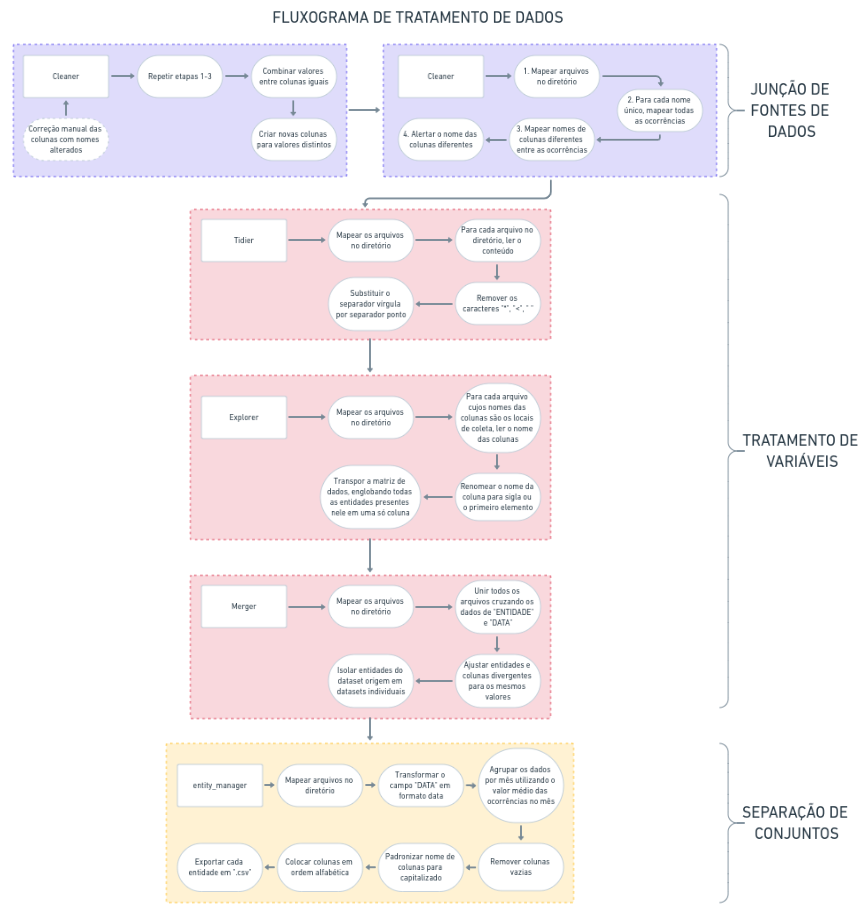 FLUXOGRAMA DE TRATAMENTO DE DADOS
Cleaner
Repetir etapas 1-3
Combinar valores
entre colunas iguais
Correção manual das
colunas com nomes
alterados
Criar novas colunas
para valores distintos
Cleaner
1. Mapear arquivos
no diretório
2. Para cada nome
único, mapear todas
as ocorrências
3. Mapear nomes de
colunas diferentes
entre as ocorrências
4. Alertar o nome das
colunas diferentes
JUNÇÃO DE
FONTES DE
DADOS
Tidier
Mapear os arquivos
no diretório
Para cada arquivo no
diretório, ler o
conteúdo
Remover os
caracteres "*", "<", " "
Substituir o
separador vírgula
por separador ponto
Explorer
Mapear os arquivos
no diretório
Para cada arquivo
cujos nomes das
colunas são os locais
de coleta, ler o nome
das colunas
Renomear o nome da
coluna para sigla ou
o primeiro elemento
Transpor a matriz de
dados, englobando todas
as entidades presentes
nele em uma só coluna
Merger
Mapear os arquivos
no diretório
Unir todos os
arquivos cruzando os
dados de "ENTIDADE"
e "DATA"
Ajustar entidades e
colunas divergentes
para os mesmos
valores
Isolar entidades do
dataset origem em
datasets individuais
TRATAMENTO DE
VARIÁVEIS
entity_manager
Mapear arquivos no
diretório
Transformar o
campo "DATA" em
formato data
Agrupar os dados
por mês utilizando o
valor médio das
ocorrências no mês
Remover colunas
vazias
Padronizar nome de
colunas para
capitalizado
Colocar colunas em
ordem alfabética
Exportar cada
entidade em ".csv"
SEPARAÇÃO DE
CONJUNTOS